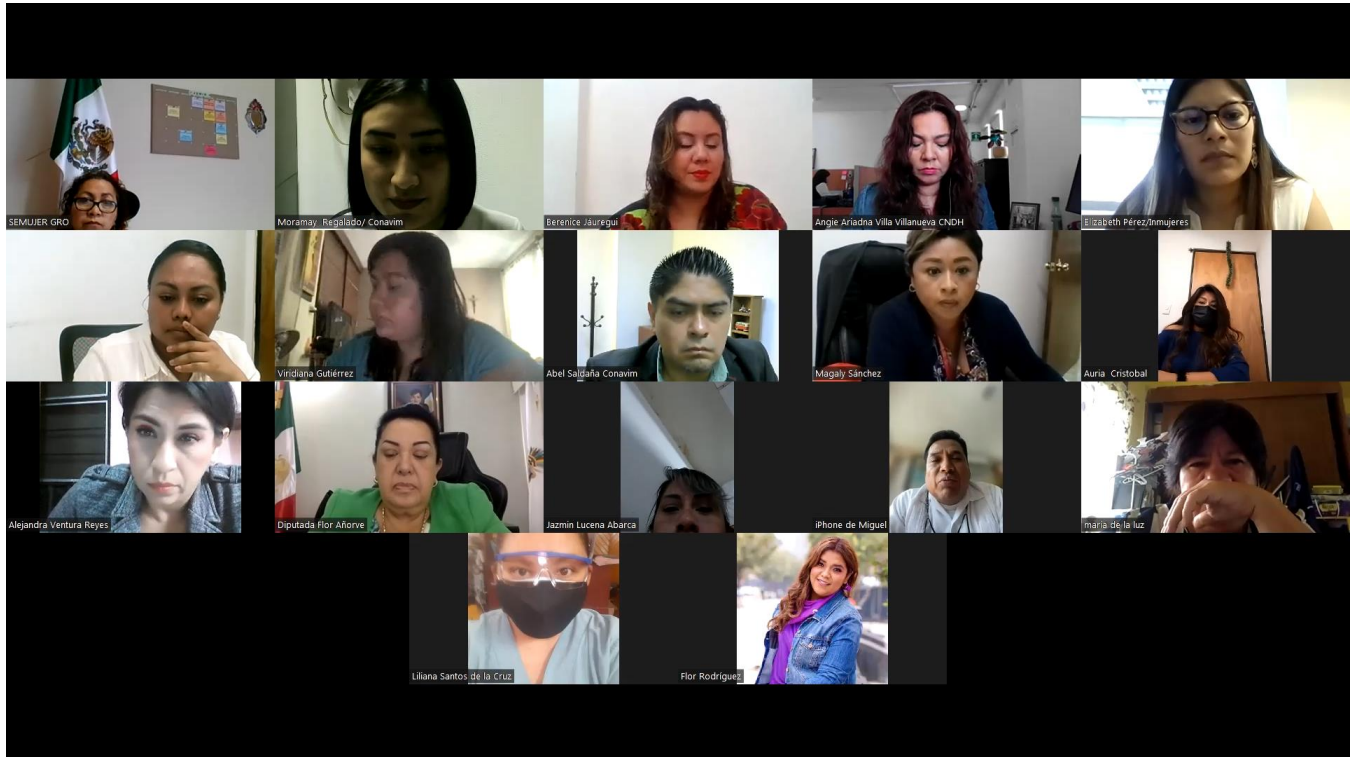 SEMUJER GRO
Moramay Regalado/ Conavim
Berenice Jáuregui
Angie Ariadna Villa Villanueva CNDH
Elizabeth Pérez/Inmujeres
Viridiana Gutiérrez
Abel Saldaña Conavim
Magaly Sánchez
Auria Cristobal
Alejandra Ventura Reyes
Diputada Flor Añorve
Jazmin Lucena Abarca
iPhone de Miguel
maria de la luz
Liliana Santos de la Cruz
Flor Rodríguez